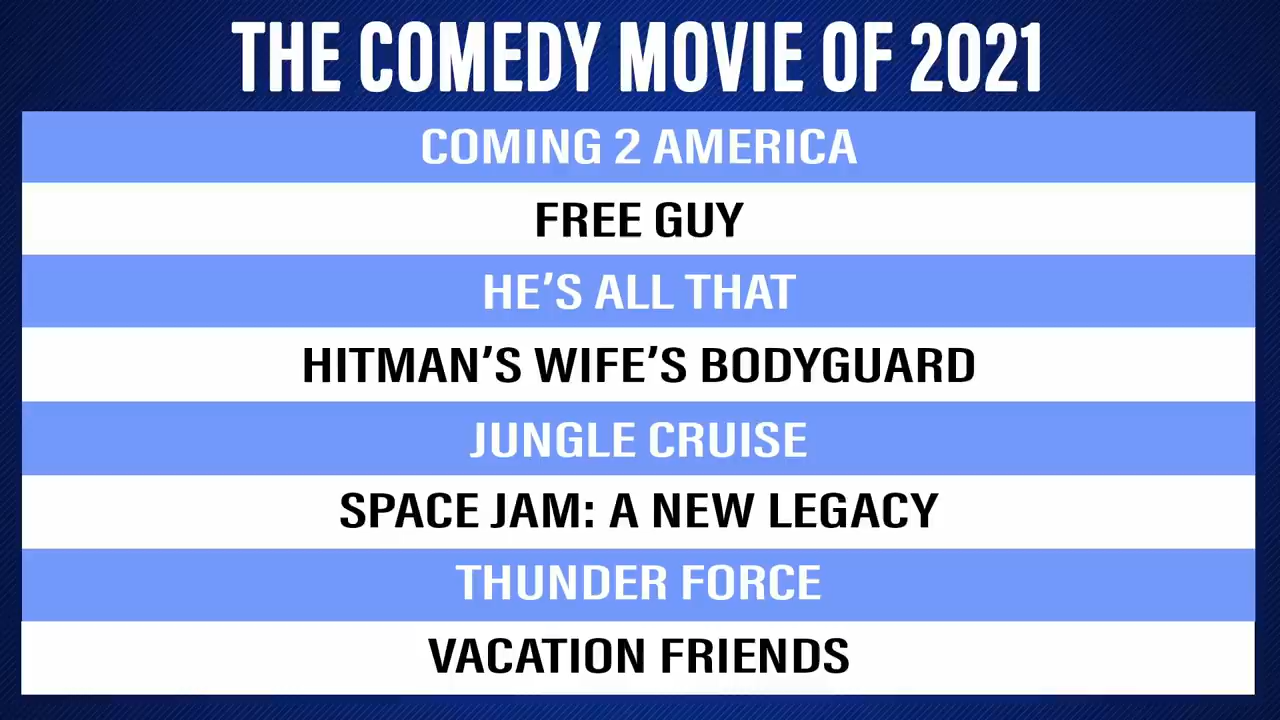 THE COMEDY MOVIE OF 2021
COMING 2 AMERICA
FREE GUY
HE'S ALL THAT
HITMAN'S WIFE'S BODYGUARD
JUNGLE CRUISE
SPACE JAM: A NEW LEGACY
THUNDER FORCE
VACATION FRIENDS